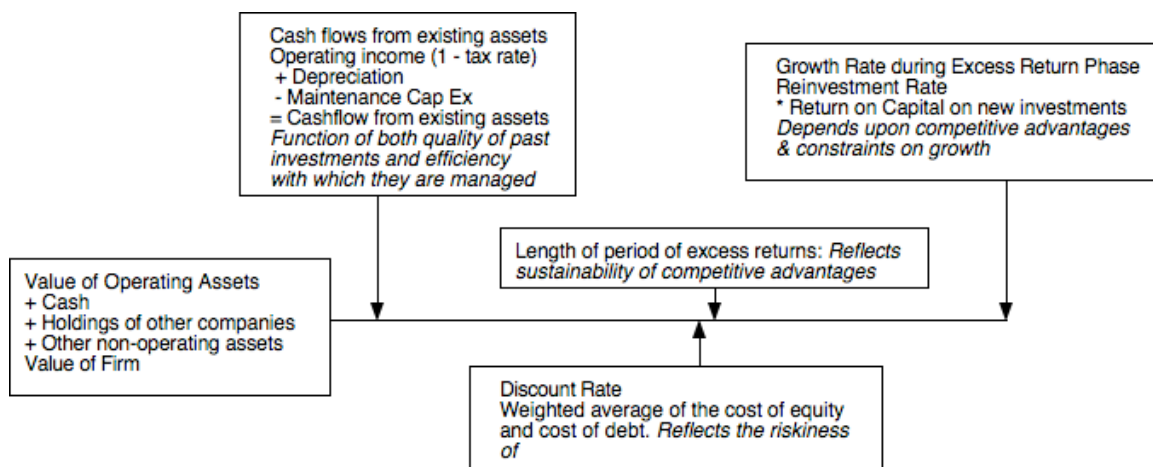 Cash flows from existing assets
Operating income (1 - tax rate)
+ Depreciation
- Maintenance Cap Ex
= Cashflow from existing assets
Function of both quality of past
investments and efficiency
with which they are managed
Growth Rate during Excess Return Phase
Reinvestment Rate
* Return on Capital on new investments
Depends upon competitive advantages
& constraints on growth
Length of period of excess returns: Reflects
sustainability of competitive advantages
Value of Operating Assets
+ Cash
+ Holdings of other companies
+ Other non-operating assets
Value of Firm
Discount Rate
Weighted average of the cost of equity
and cost of debt. Reflects the riskiness
of